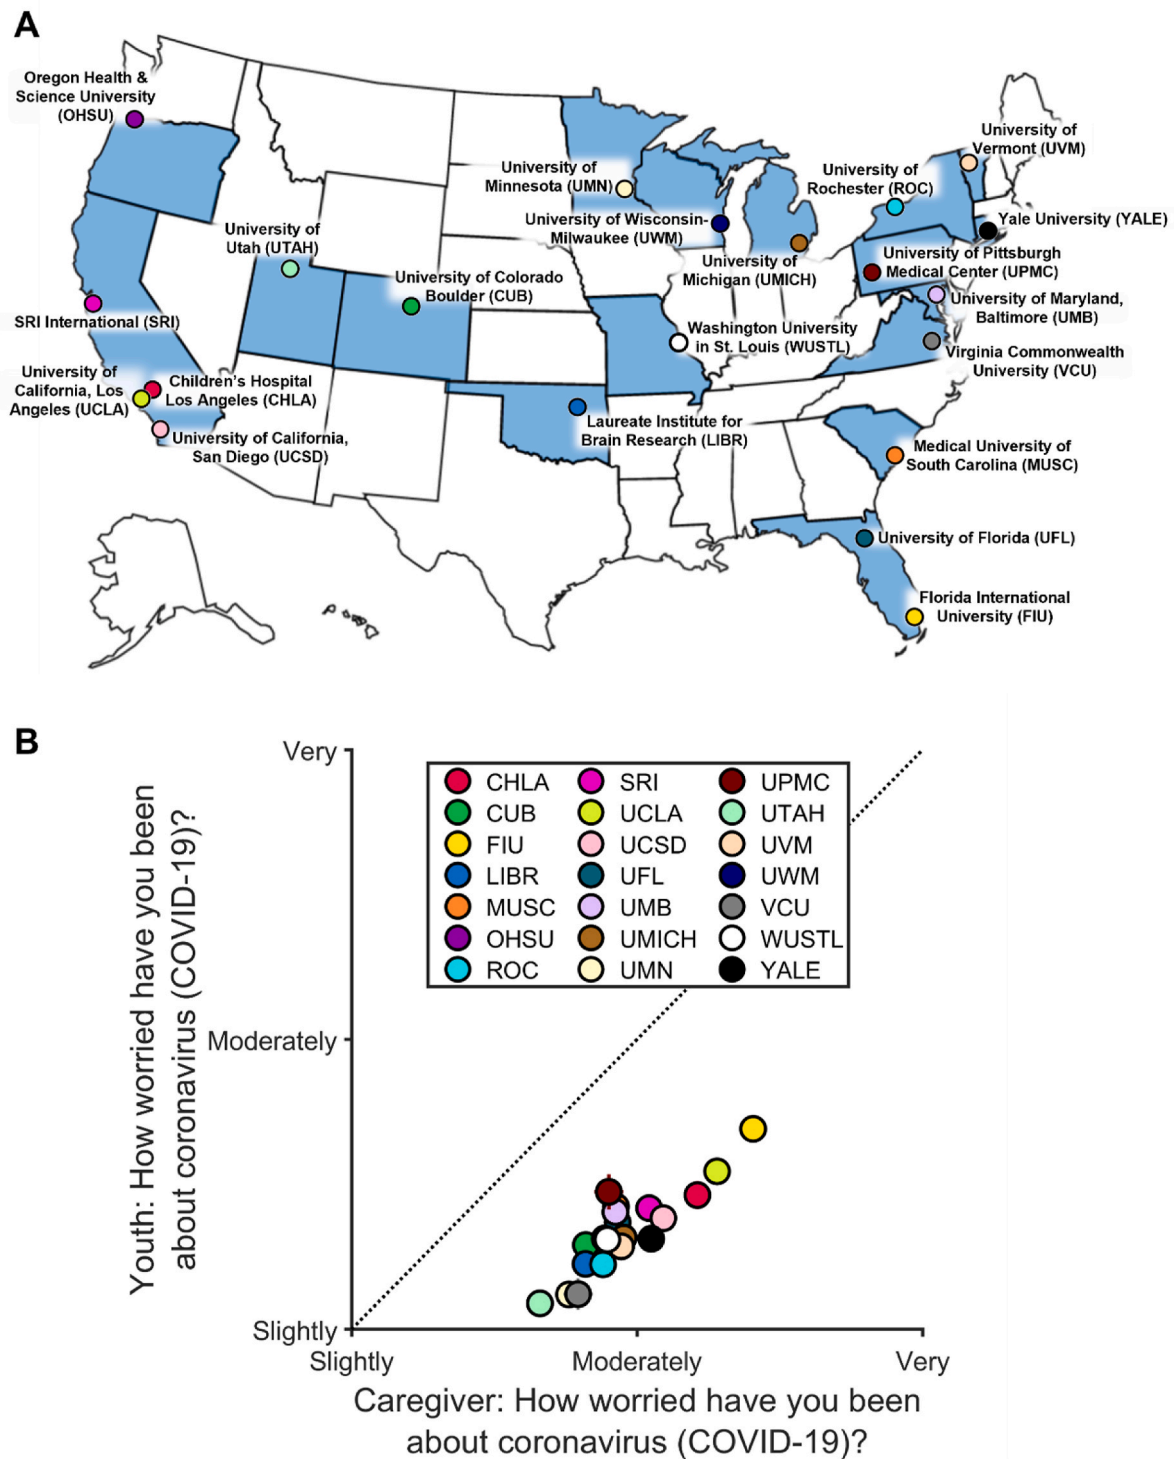 A
Oregon Health &
Science University
(OHSU)
University of
Utah (UTAH)
SRI International (SRI)
University of
California, Los
Angeles (UCLA)
Children's Hospital
Los Angeles (CHLA)
University of California,
San Diego (UCSD)
University of Colorado
Boulder (CUB)
University of
Minnesota (UMN)
University of Wisconsin-
Milwaukee (UWM)
University of
Michigan (UMICH)
Washington University
in St. Louis (WUSTL)
Laureate Institute for
Brain Research (LIBR)
University of
Rochester (ROC)
University of
Vermont (UVM)
Yale University (YALE)
University of Pittsburgh
Medical Center (UPMC)
University of Maryland,
Baltimore (UMB)
Virginia Commonwealth
University (VCU)
Medical University of
South Carolina (MUSC)
University of Florida (UFL)
Florida International
University (FIU)
B
Youth: How worried have you been
about coronavirus (COVID-19)?
Very
Moderately
Slightly
CHLA
CUB
FIU
LIBR
MUSC
OHSU
ROC
SRI
UCLA
UCSD
UFL
UMB
UMICH
UMN
UPMC
UTAH
UVM
UWM
VCU
WUSTL
YALE
Slightly
Moderately
Very
Caregiver: How worried have you been
about coronavirus (COVID-19)?